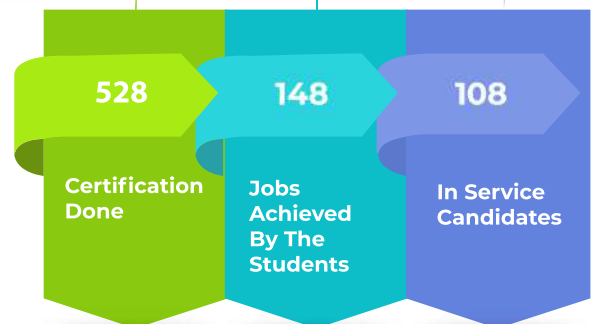 528
Certification
Done
148
Jobs
Achieved
By The
Students
108
In Service
Candidates